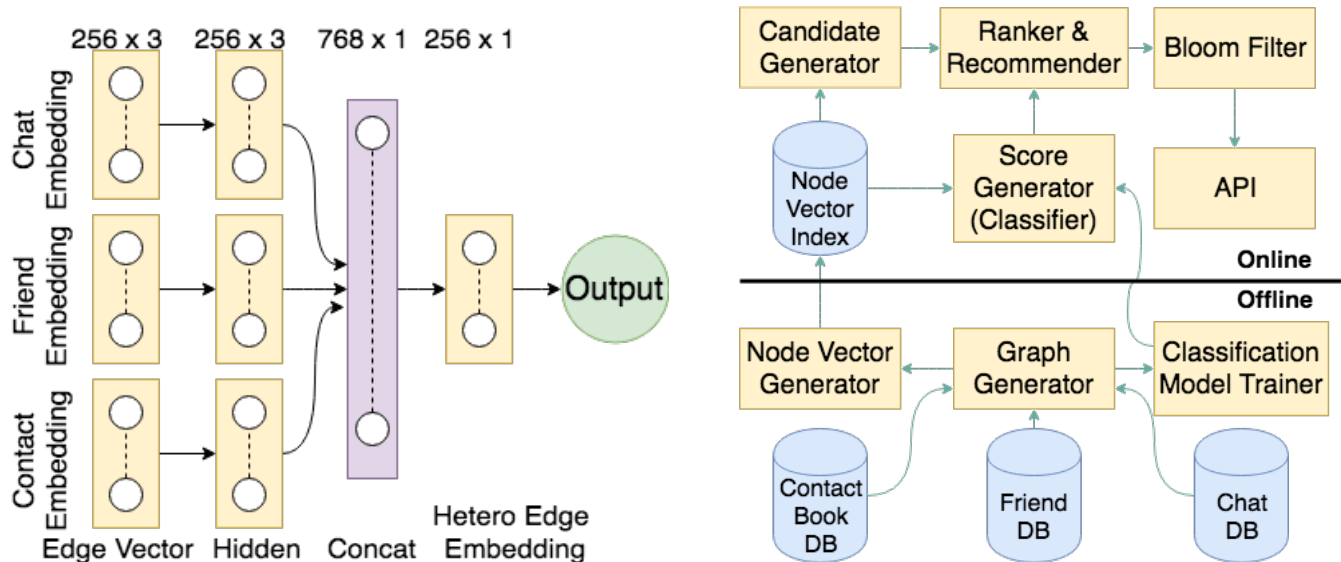 256 x 3
256 x 3
768 x 1
256 x 1
Chat
Embedding
Friend
Embedding
Contact
Embedding
Output
Edge Vector
Hidden
Concat
Hetero Edge
Embedding
Candidate
Generator
Ranker &
Recommender
Bloom Filter
Node
Vector
Index
Score
Generator
(Classifier)
API
Online
Offline
Node Vector
Generator
Graph
Generator
Classification
Model Trainer
Contact
Book
DB
Friend
DB
Chat
DB